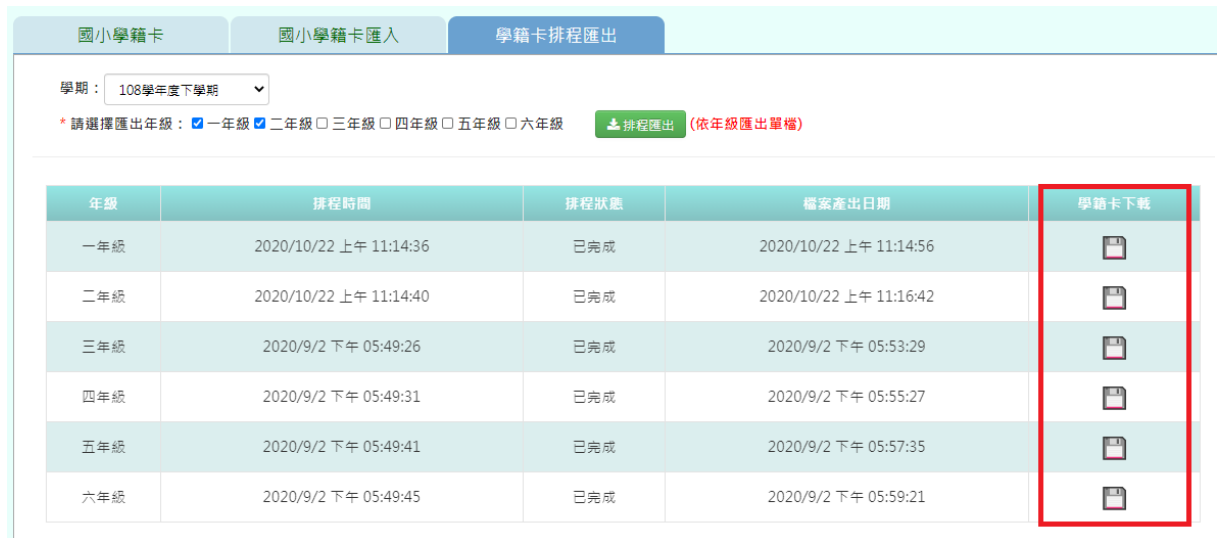 國小學籍卡 國小學籍卡匯入 學籍卡排程匯出
學期： 108學年度下學期
* 請選擇匯出年級： 一年級 二年級 三年級 四年級 五年級 六年級 排程匯出 (依年級匯出單檔)
年級 排程時間 排程狀態 檔案產出日期 學籍卡下載
一年級 2020/10/22 上午 11:14:36 已完成 2020/10/22 上午 11:14:56
二年級 2020/10/22 上午 11:14:40 已完成 2020/10/22 上午 11:16:42
三年級 2020/9/2 下午 05:49:26 已完成 2020/9/2 下午 05:53:29
四年級 2020/9/2 下午 05:49:31 已完成 2020/9/2 下午 05:55:27
五年級 2020/9/2 下午 05:49:41 已完成 2020/9/2 下午 05:57:35
六年級 2020/9/2 下午 05:49:45 已完成 2020/9/2 下午 05:59:21